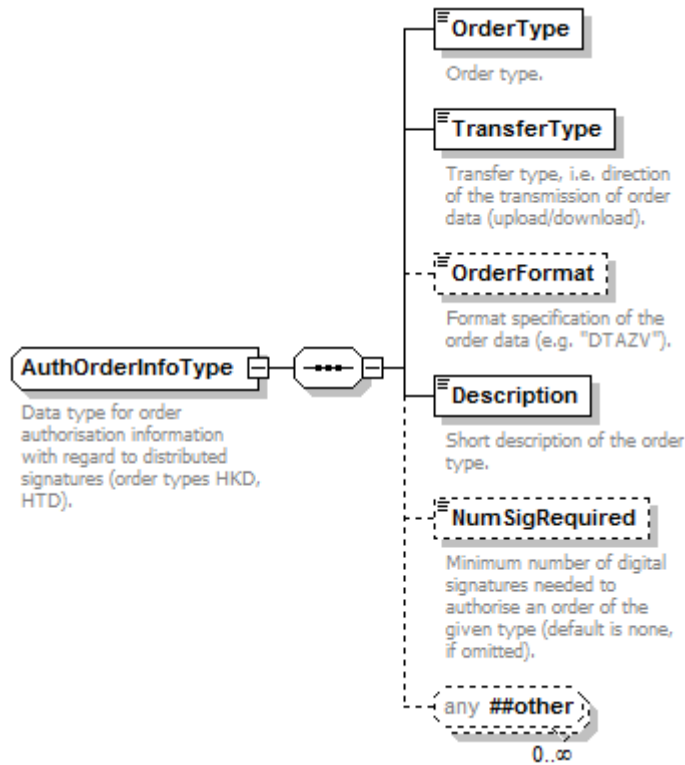 OrderType
Order type.
TransferType
Transfer type, i.e. direction
of the transmission of order
data (upload/download).
OrderFormat
Format specification of the
order data (e.g. "DTAZV").
AuthOrderInfoType
Data type for order
authorisation information
with regard to distributed
signatures (order types HKD,
HTD).
Description
Short description of the order
type.
NumSigRequired
Minimum number of digital
signatures needed to
authorise an order of the
given type (default is none,
if omitted).
any ##other
0..∞